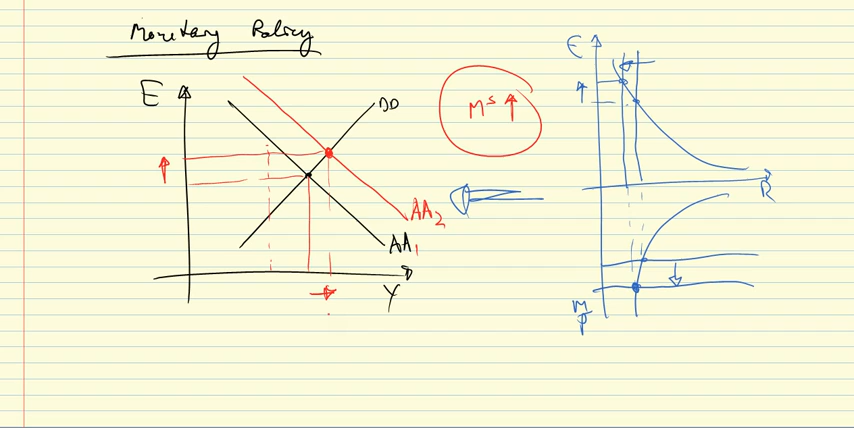 Monetary Policy
E
DD
M^S ↑
AA₂
AA₁
Y
E
R
M/P